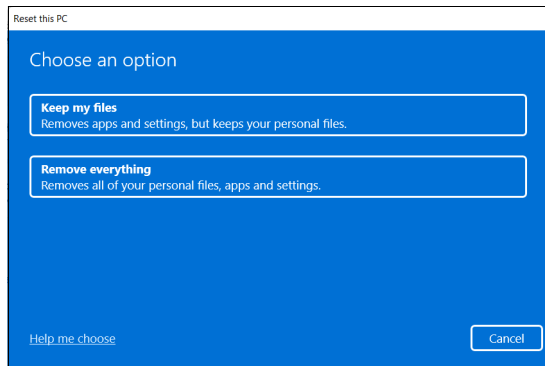 Reset this PC
Choose an option
Keep my files
Removes apps and settings, but keeps your personal files.
Remove everything
Removes all of your personal files, apps and settings.
Help me choose
Cancel